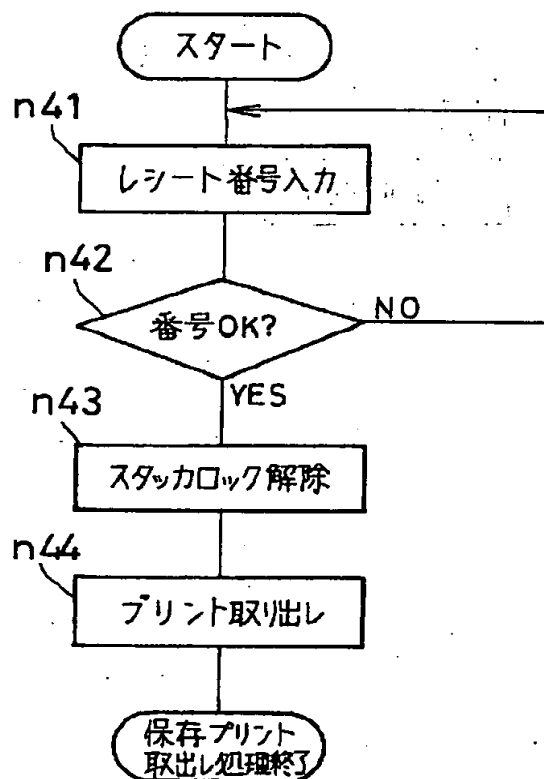 スタート
n41
レシート番号入力
n42
番号OK?
NO
YES
n43
スタッカロック解除
n44
プリント取り出し
保存プリント
取出し処理終了